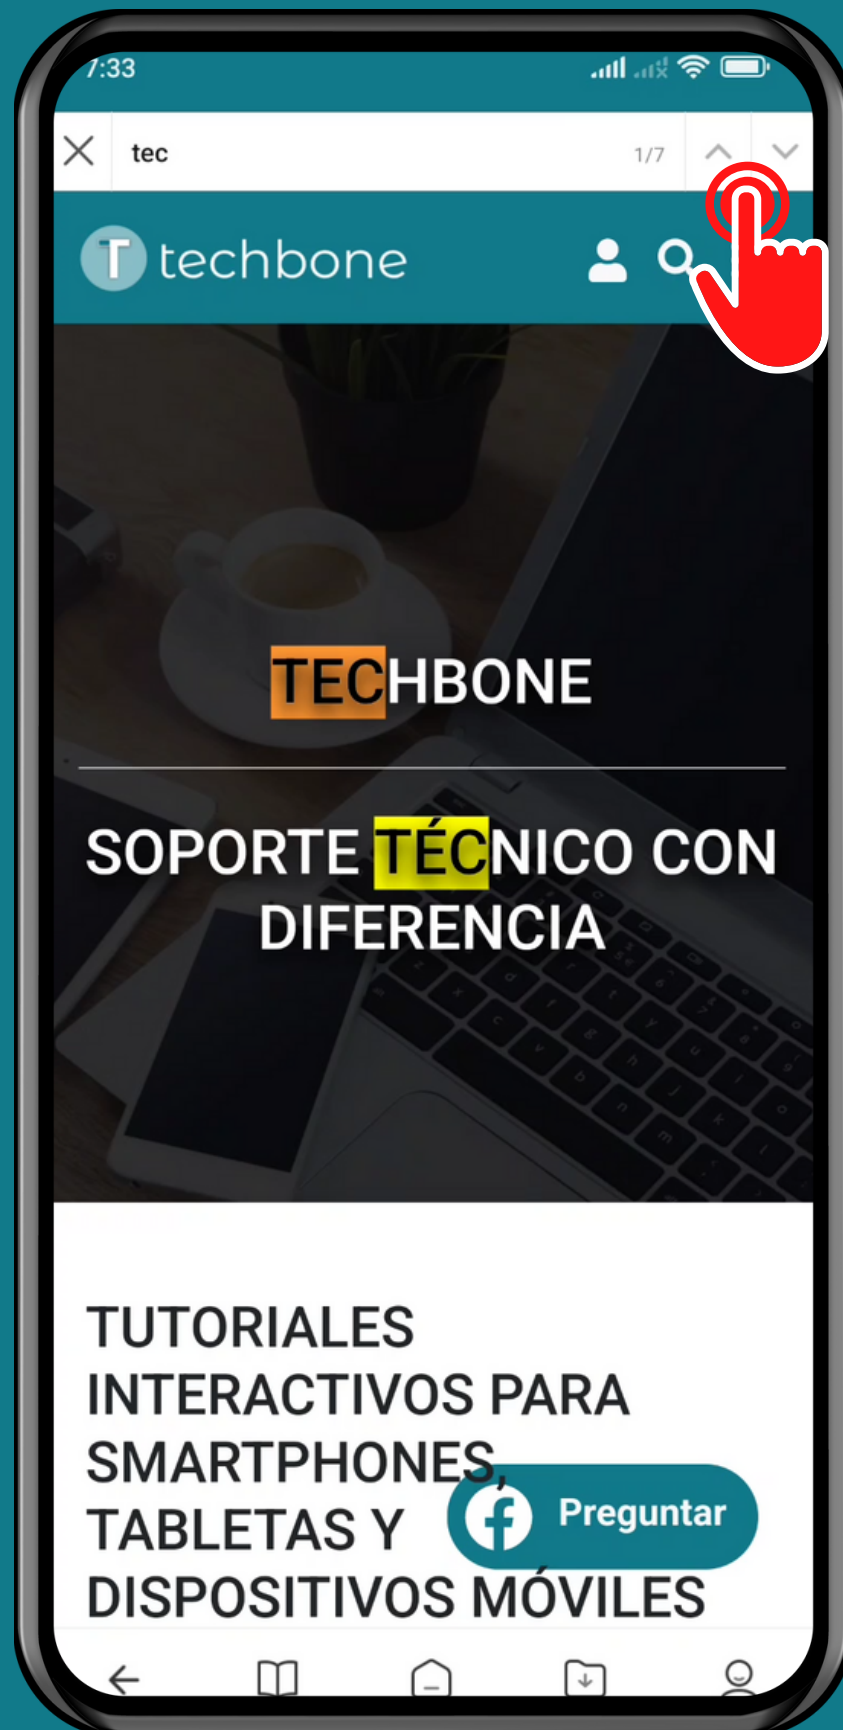 7:33
tec 1/7
T techbone
TECHBONE
SOPORTE TÉCNICO CON
DIFERENCIA
TUTORIALES
INTERACTIVOS PARA
SMARTPHONES,
TABLETAS Y
Preguntar
DISPOSITIVOS MÓVILES